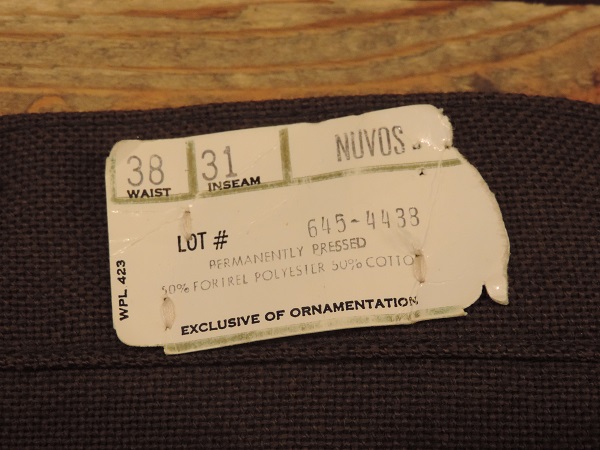 38 31 NUVOS
WAIST INSEAM
LOT # 645-4438
PERMANENTLY PRESSED
50% FORTREL POLYESTER 50% COTTO
WPL 423
EXCLUSIVE OF ORNAMENTATION